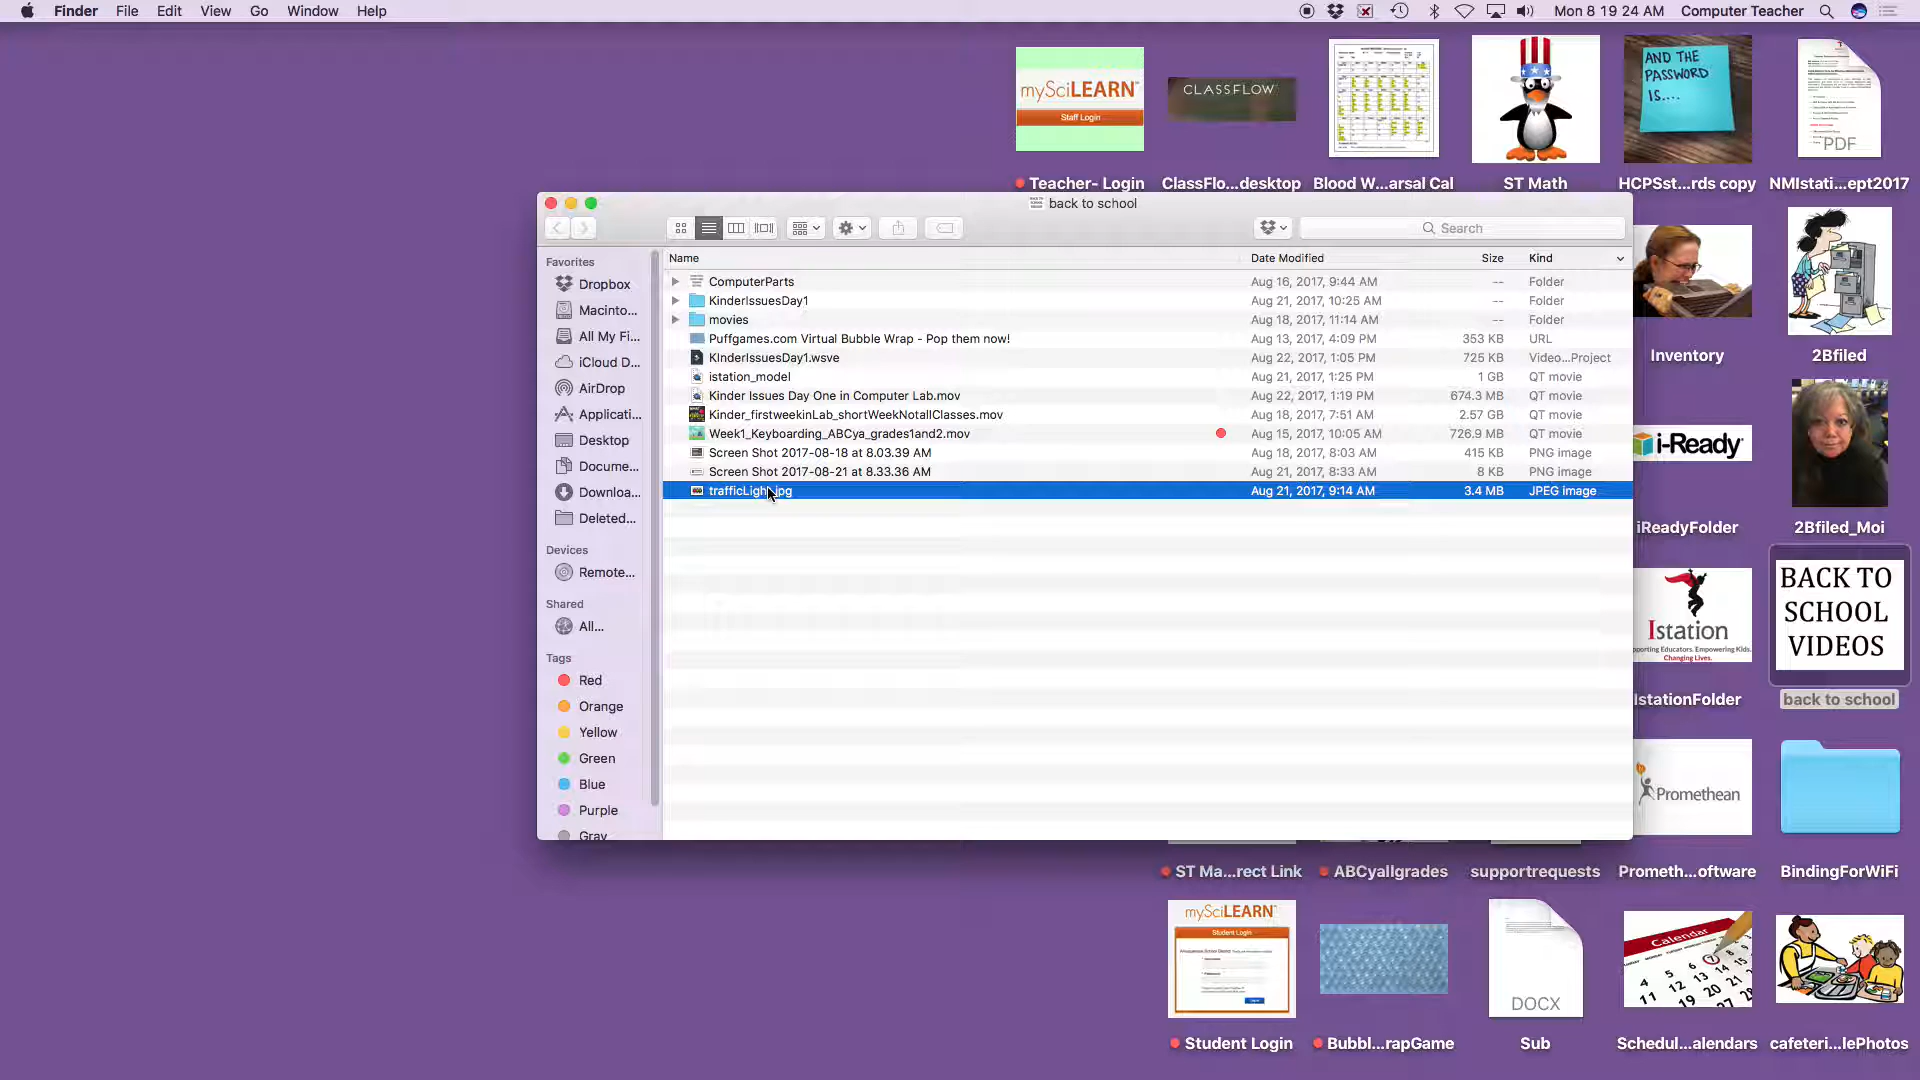 Finder File Edit View Go Window Help
Mon 8 19 24 AM Computer Teacher
mySciLEARN
Staff Login
CLASSFLOW
AND THE
PASSWORD
IS....
PDF
Teacher- Login
ClassFlo...desktop
Blood W...arsal Cal
ST Math
HCPSst...rds copy
NMIstati...ept2017
back to school
Search
Favorites
Dropbox
Macinto...
All My Fi...
iCloud D...
AirDrop
Applicati...
Desktop
Docume...
Downloa...
Deleted...
Devices
Remote...
Shared
All...
Tags
Red
Orange
Yellow
Green
Blue
Purple
Gray
Name Date Modified Size Kind
ComputerParts Aug 16, 2017, 9:44 AM -- Folder
KinderIssuesDay1 Aug 21, 2017, 10:25 AM -- Folder
movies Aug 18, 2017, 11:14 AM -- Folder
Puffgames.com Virtual Bubble Wrap - Pop them now! Aug 13, 2017, 4:09 PM 353 KB URL
KInderIssuesDay1.wsve Aug 22, 2017, 1:05 PM 725 KB Video...Project
istation_model Aug 21, 2017, 1:25 PM 1 GB QT movie
Kinder Issues Day One in Computer Lab.mov Aug 22, 2017, 1:19 PM 674.3 MB QT movie
Kinder_firstweekinLab_shortWeekNotallClasses.mov Aug 18, 2017, 7:51 AM 2.57 GB QT movie
Week1_Keyboarding_ABCya_grades1and2.mov Aug 15, 2017, 10:05 AM 726.9 MB QT movie
Screen Shot 2017-08-18 at 8.03.39 AM Aug 18, 2017, 8:03 AM 415 KB PNG image
Screen Shot 2017-08-21 at 8.33.36 AM Aug 21, 2017, 8:33 AM 8 KB PNG image
trafficLight.jpg Aug 21, 2017, 9:14 AM 3.4 MB JPEG image
Inventory
2Bfiled
i-Ready
iReadyFolder
2Bfiled_Moi
Istation
porting Educators. Empowering Kids.
Changing Lives.
BACK TO
SCHOOL
VIDEOS
IstationFolder
back to school
Promethean
ST Ma...rect Link
ABCyallgrades
supportrequests
Prometh...oftware
BindingForWiFi
mySciLEARN
Student Login
DOCX
Calendar
Student Login
Bubbl...rapGame
Sub
Schedul...alendars
cafeteri...lePhotos